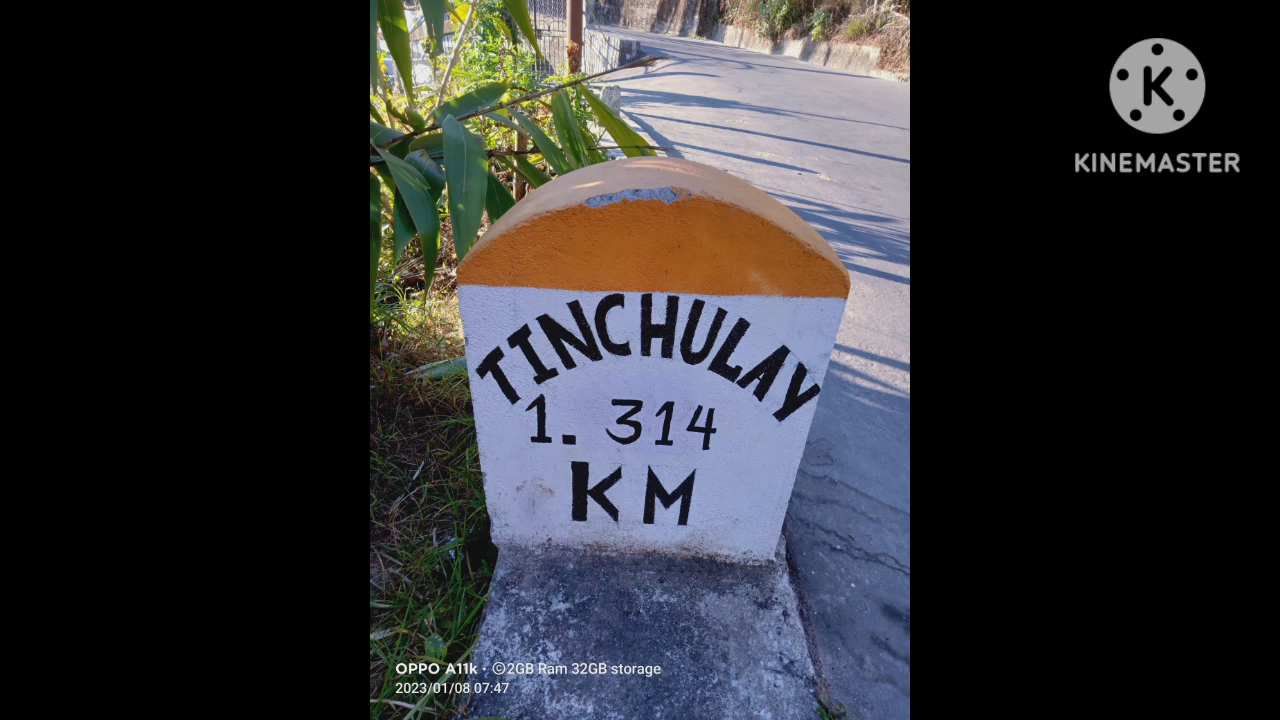 TINCHULAY
1. 314
KM
K
KINEMASTER
OPPO A11k · ©2GB Ram 32GB storage
2023/01/08 07:47